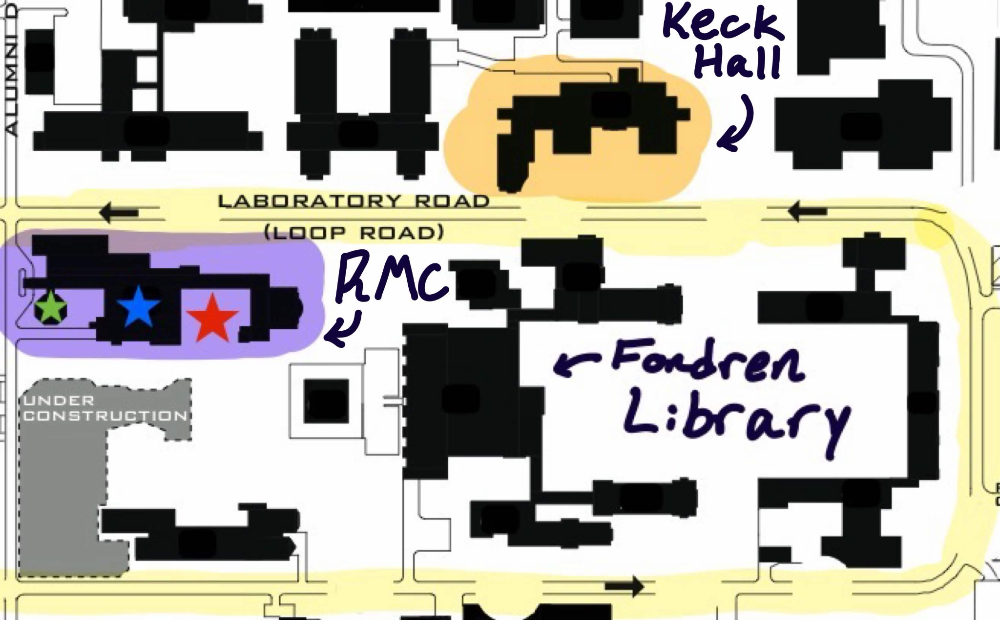 ALUMNI D
Keck
Hall
LABORATORY ROAD
(LOOP ROAD)
RMC
Fondren
Library
UNDER
CONSTRUCTION